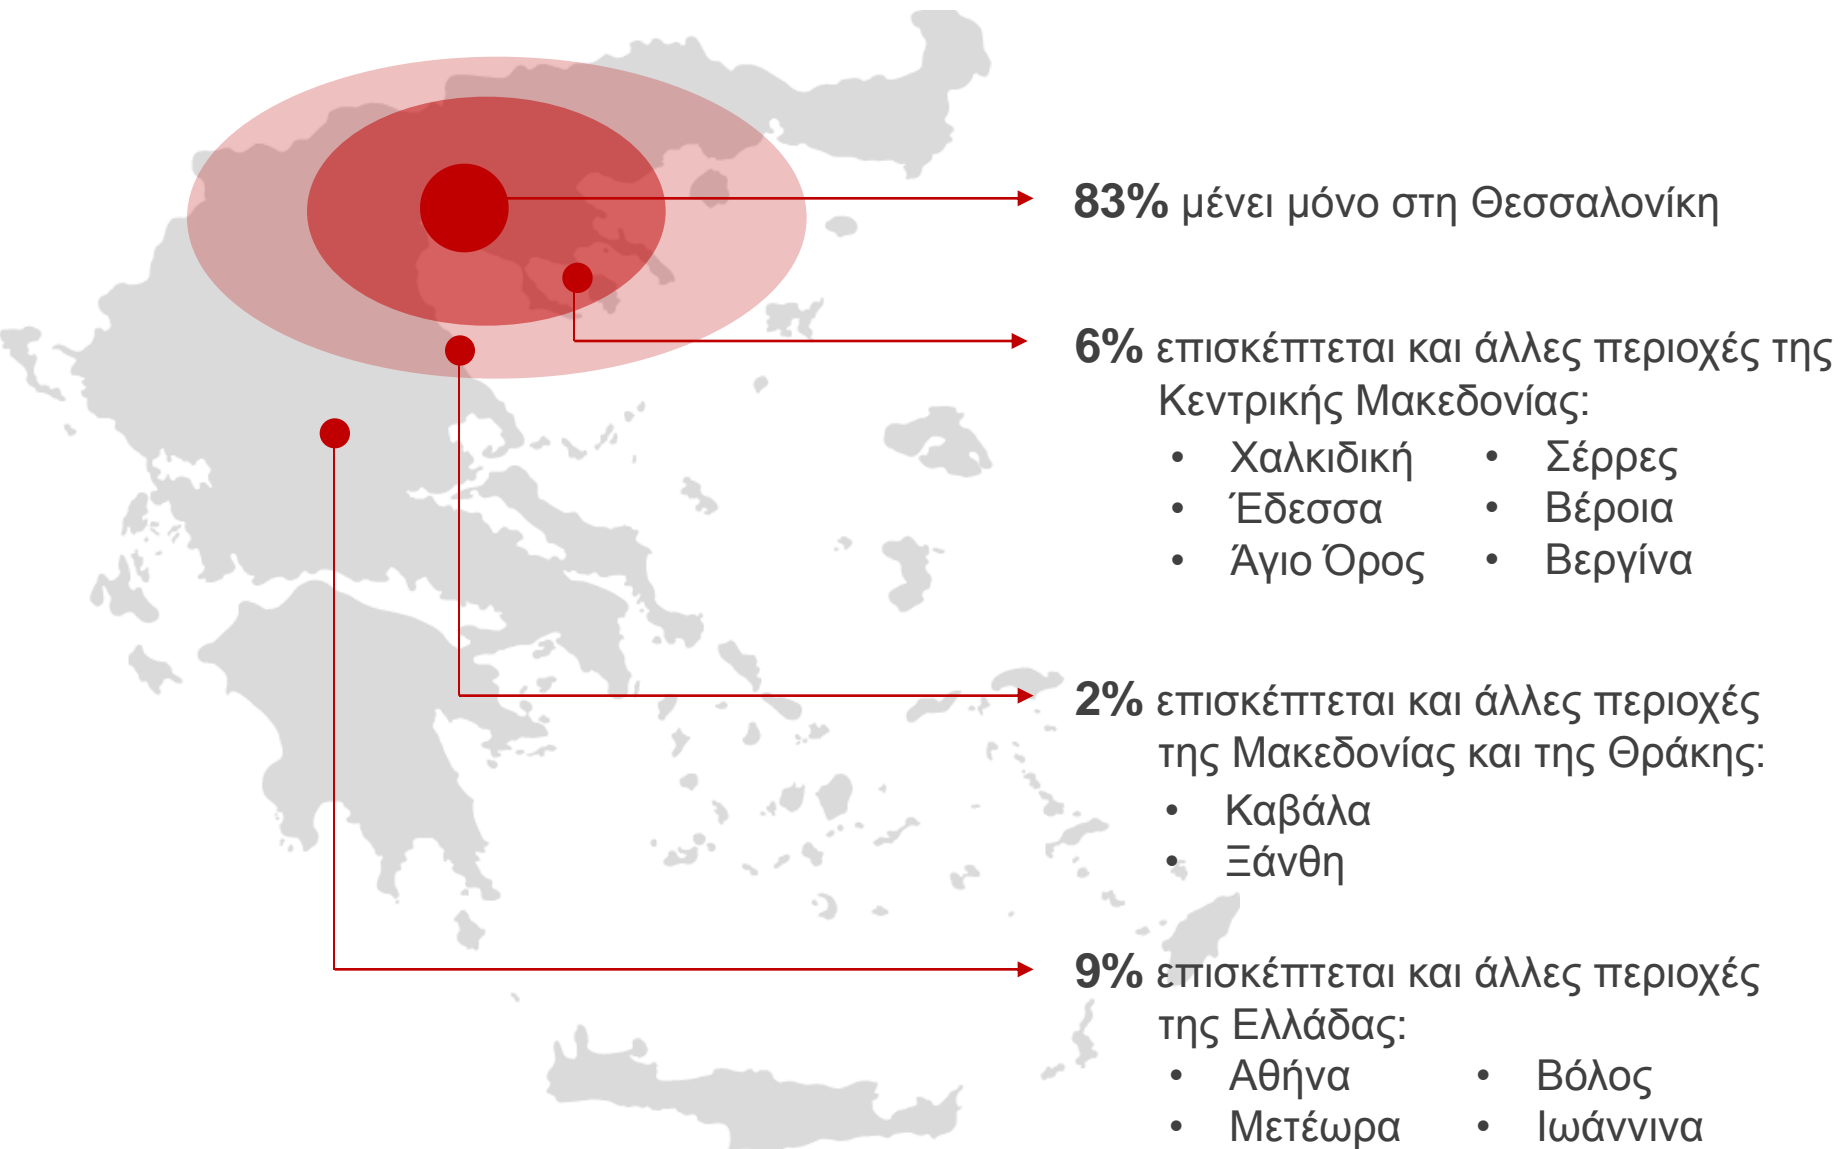 83% μένει μόνο στη Θεσσαλονίκη
6% επισκέπτεται και άλλες περιοχές της
Κεντρικής Μακεδονίας:
• Χαλκιδική • Σέρρες
• Έδεσσα • Βέροια
• Άγιο Όρος • Βεργίνα
2% επισκέπτεται και άλλες περιοχές
της Μακεδονίας και της Θράκης:
• Καβάλα
• Ξάνθη
9% επισκέπτεται και άλλες περιοχές
της Ελλάδας:
• Αθήνα • Βόλος
• Μετέωρα • Ιωάννινα